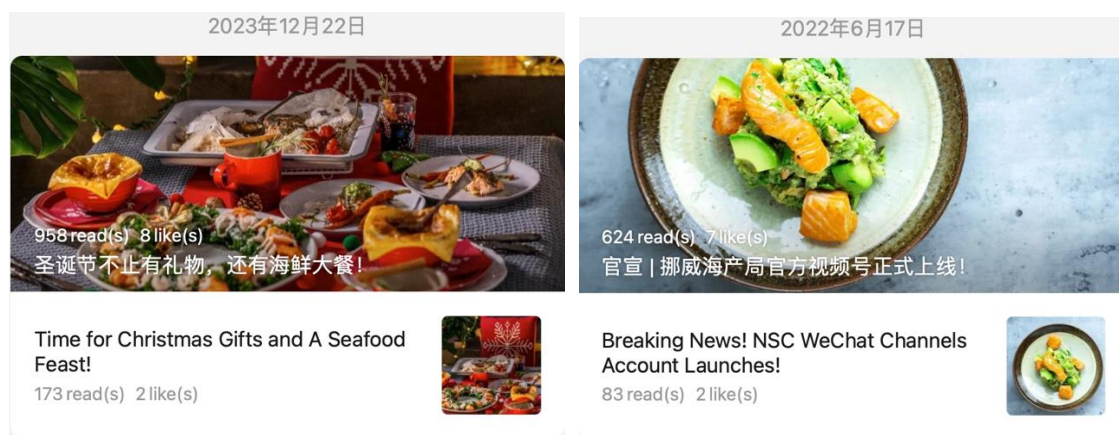 2023年12月22日
958 read(s) 8 like(s)
圣诞节不止有礼物，还有海鲜大餐！
Time for Christmas Gifts and A Seafood
Feast!
173 read(s) 2 like(s)
2022年6月17日
624 read(s) 7 like(s)
官宣 | 挪威海产局官方视频号正式上线！
Breaking News! NSC WeChat Channels
Account Launches!
83 read(s) 2 like(s)